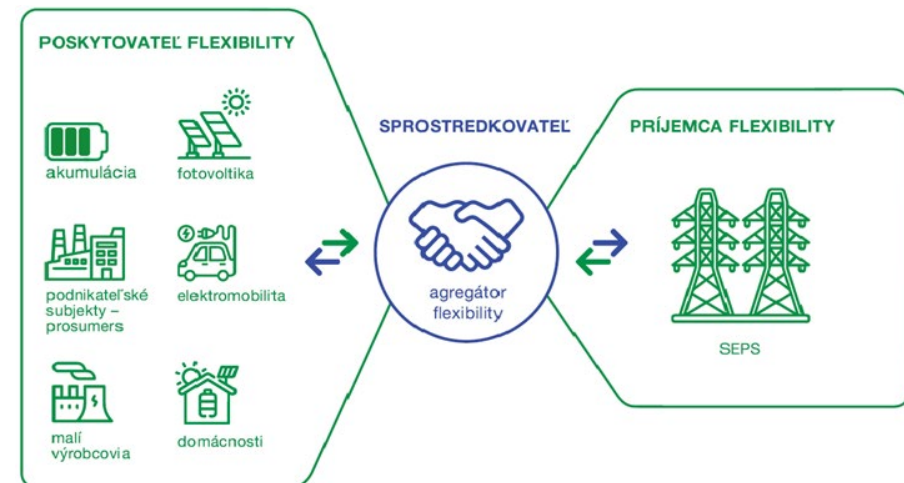 POSKYTOVATEĽ FLEXIBILITY
akumulácia
fotovoltika
podnikateľské
subjekty –
prosumers
elektromobilita
malí
výrobcovia
domácnosti
SPROSTREDKOVATEĽ
agregátor
flexibility
PRÍJEMCA FLEXIBILITY
SEPS